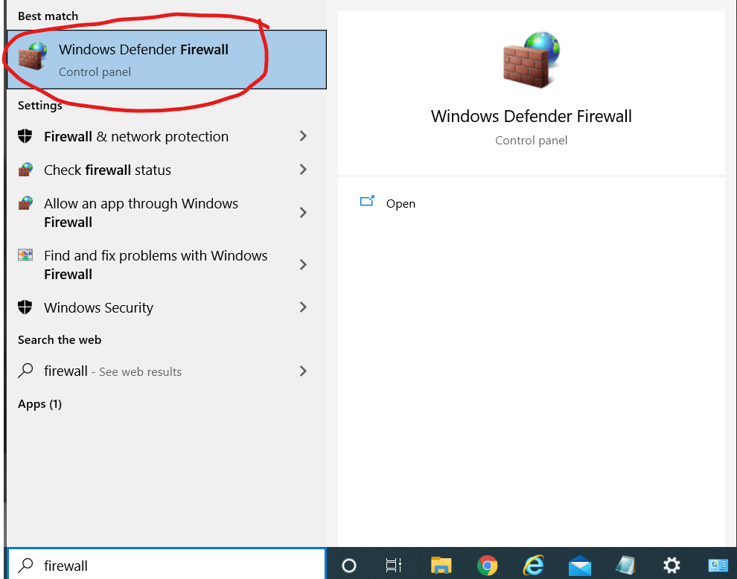 Best match
Windows Defender Firewall
Control panel
Settings
Firewall & network protection
Check firewall status
Allow an app through Windows
Firewall
Find and fix problems with Windows
Firewall
Windows Security
Search the web
firewall - See web results
Apps (1)
firewall
Windows Defender Firewall
Control panel
Open